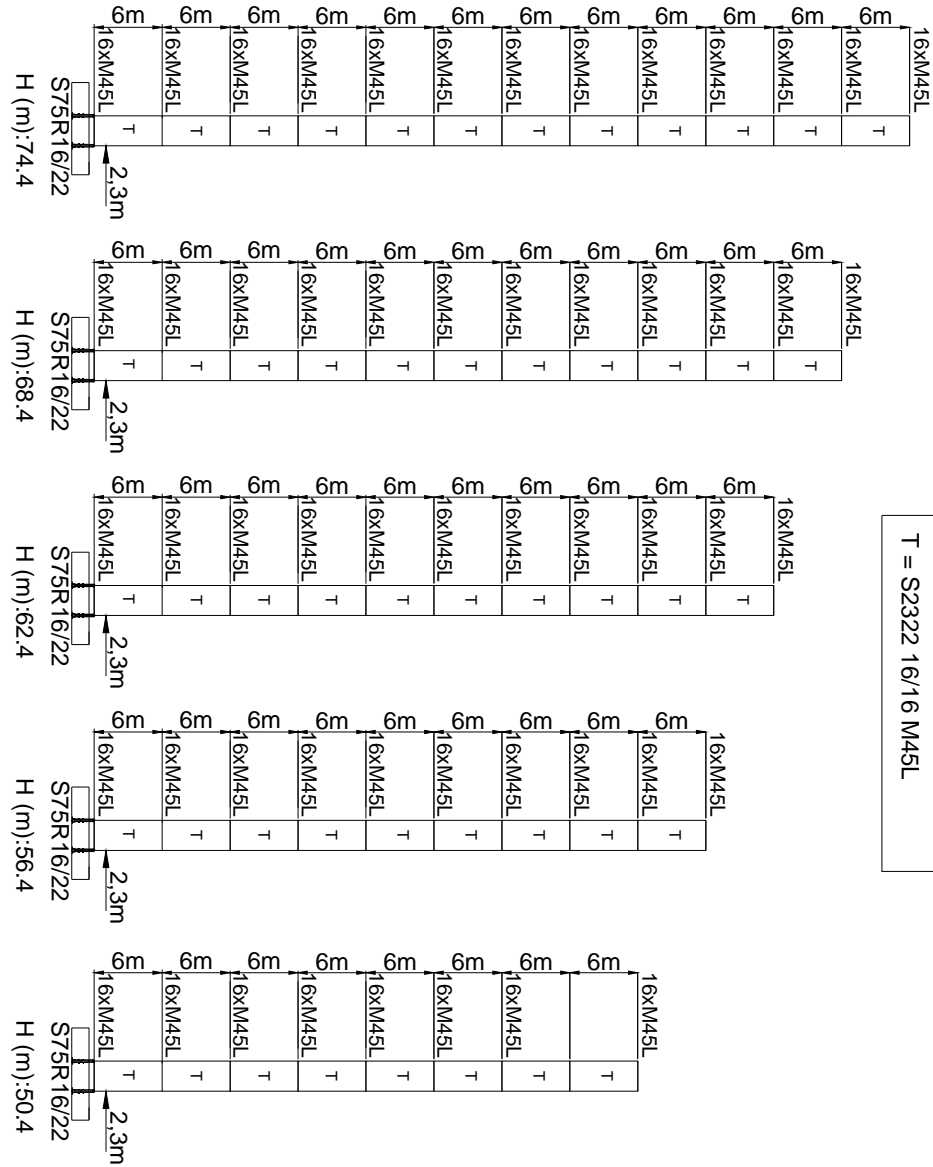 6m 6m 6m 6m 6m 6m 6m 6m 6m 6m 6m 6m
16xM45L 16xM45L 16xM45L 16xM45L 16xM45L 16xM45L 16xM45L 16xM45L 16xM45L 16xM45L 16xM45L 16xM45L 16xM45L
T T T T T T T T T T T T
2,3m
S75R16/22
H (m):74.4
6m 6m 6m 6m 6m 6m 6m 6m 6m 6m 6m
16xM45L 16xM45L 16xM45L 16xM45L 16xM45L 16xM45L 16xM45L 16xM45L 16xM45L 16xM45L 16xM45L 16xM45L
T T T T T T T T T T T
2,3m
S75R16/22
H (m):68.4
6m 6m 6m 6m 6m 6m 6m 6m 6m 6m
16xM45L 16xM45L 16xM45L 16xM45L 16xM45L 16xM45L 16xM45L 16xM45L 16xM45L 16xM45L 16xM45L
T T T T T T T T T T
2,3m
S75R16/22
H (m):62.4
6m 6m 6m 6m 6m 6m 6m 6m 6m
16xM45L 16xM45L 16xM45L 16xM45L 16xM45L 16xM45L 16xM45L 16xM45L 16xM45L 16xM45L
T T T T T T T T T
2,3m
S75R16/22
H (m):56.4
6m 6m 6m 6m 6m 6m 6m 6m
16xM45L 16xM45L 16xM45L 16xM45L 16xM45L 16xM45L 16xM45L 16xM45L
T T T T T T T T
2,3m
S75R16/22
H (m):50.4
T = S2322 16/16 M45L